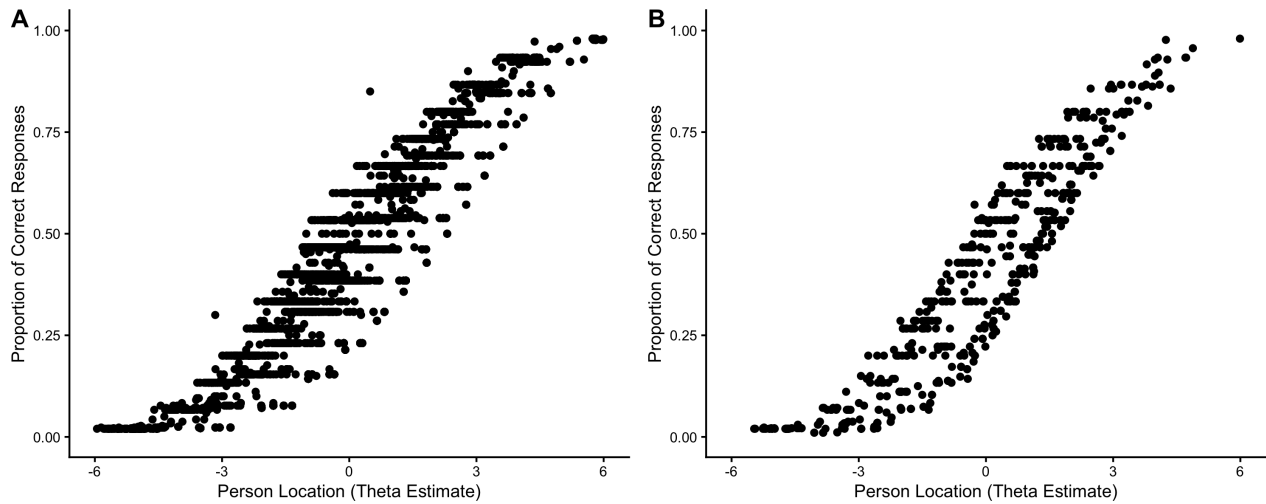 A
Proportion of Correct Responses
1.00
0.75
0.50
0.25
0.00
-6 -3 0 3 6
Person Location (Theta Estimate)
B
Proportion of Correct Responses
1.00
0.75
0.50
0.25
0.00
-6 -3 0 3 6
Person Location (Theta Estimate)